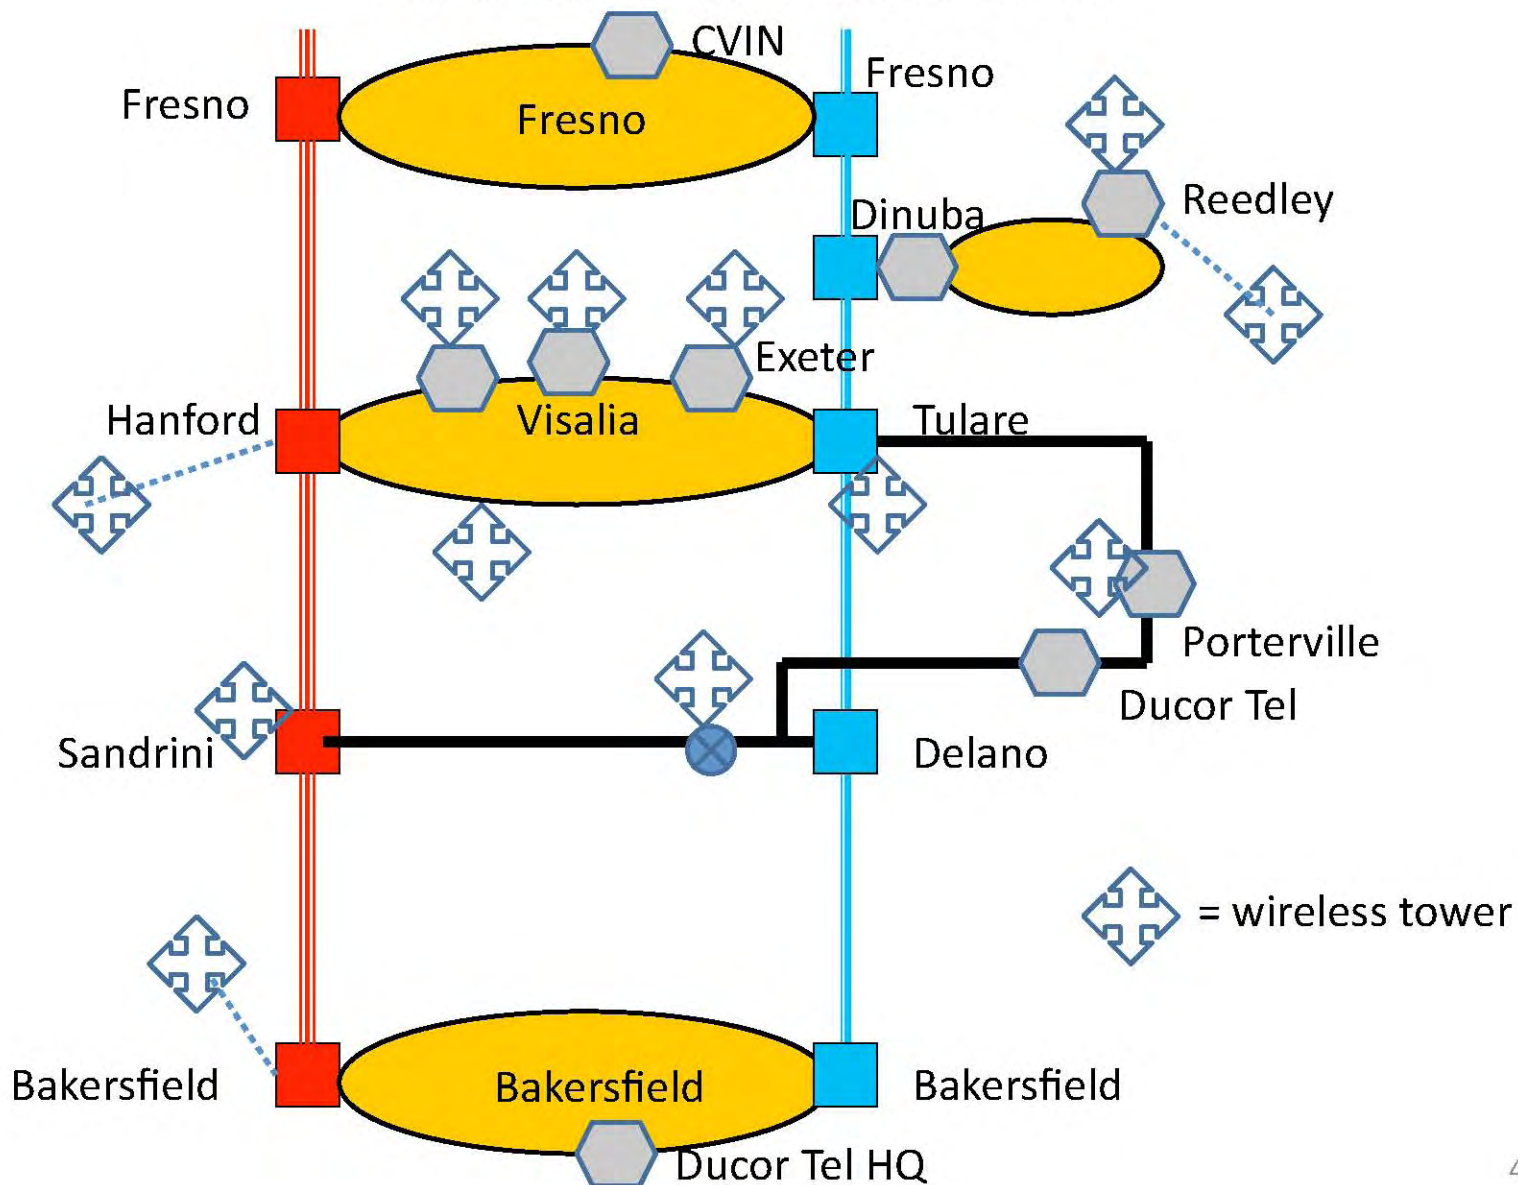 CVIN
Fresno
Fresno
Fresno
Dinuba
Reedley
Exeter
Hanford
Visalia
Tulare
Porterville
Ducor Tel
Sandrini
Delano
= wireless tower
Bakersfield
Bakersfield
Bakersfield
Ducor Tel HQ
4